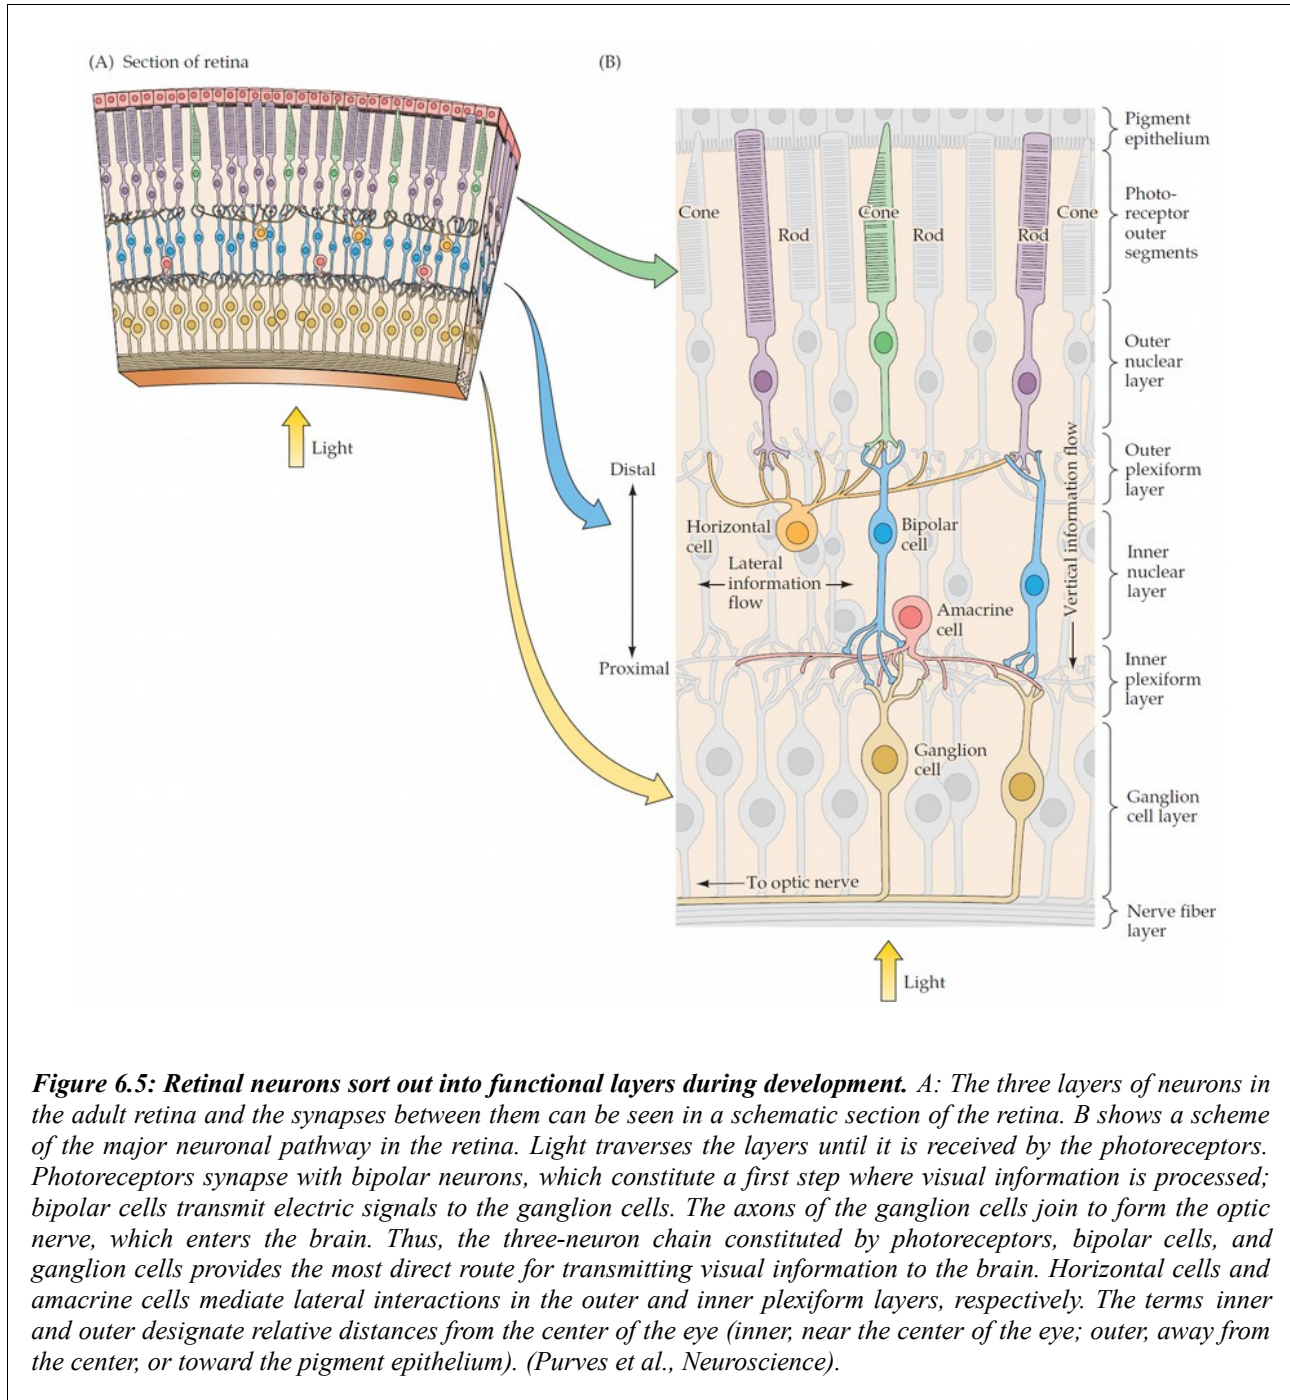 (A) Section of retina
(B)
Pigment
epithelium
Photo-
receptor
outer
segments
Cone
Rod
Cone
Rod
Rod
Cone
Outer
nuclear
layer
Light
Distal
Proximal
Outer
plexiform
layer
Horizontal
cell
Bipolar
cell
Lateral
information
flow
Vertical information flow
Inner
nuclear
layer
Amacrine
cell
Inner
plexiform
layer
Ganglion
cell
Ganglion
cell layer
To optic nerve
Nerve fiber
layer
Light
Figure 6.5: Retinal neurons sort out into functional layers during development. A: The three layers of neurons in
the adult retina and the synapses between them can be seen in a schematic section of the retina. B shows a scheme
of the major neuronal pathway in the retina. Light traverses the layers until it is received by the photoreceptors.
Photoreceptors synapse with bipolar neurons, which constitute a first step where visual information is processed;
bipolar cells transmit electric signals to the ganglion cells. The axons of the ganglion cells join to form the optic
nerve, which enters the brain. Thus, the three-neuron chain constituted by photoreceptors, bipolar cells, and
ganglion cells provides the most direct route for transmitting visual information to the brain. Horizontal cells and
amacrine cells mediate lateral interactions in the outer and inner plexiform layers, respectively. The terms inner
and outer designate relative distances from the center of the eye (inner, near the center of the eye; outer, away from
the center, or toward the pigment epithelium). (Purves et al., Neuroscience).